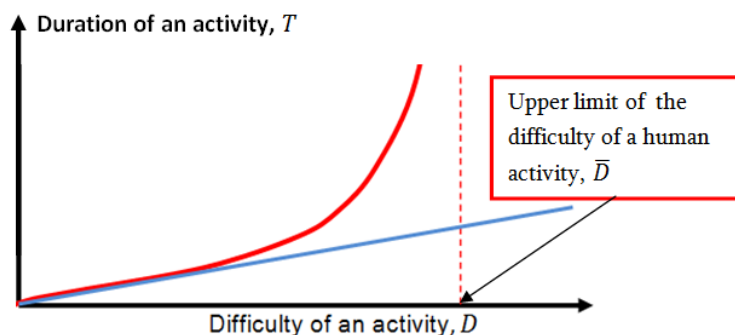 Duration of an activity, T
Upper limit of the
difficulty of a human
activity, D̅
Difficulty of an activity, D